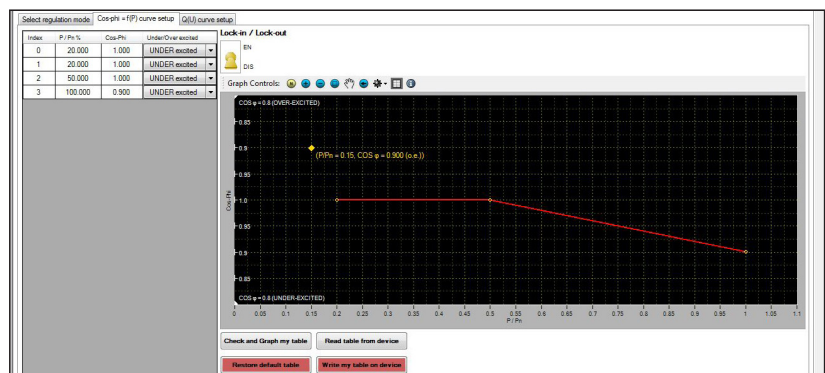 Select regulation mode Cos-phi =f(P) curve setup Q(U) curve setup
Index P / Pn % Cos-Phi Under/Over excited
0 20.000 1.000 UNDER excited
1 20.000 1.000 UNDER excited
2 50.000 1.000 UNDER excited
3 100.000 0.900 UNDER excited
Lock-in / Lock-out
EN
DIS
Graph Controls:
COS φ = 0.8 (OVER-EXCITED)
0.85
0.9
(P/Pn = 0.15, COS φ = 0.900 (o.e.))
0.95
1.0
0.95
0.9
0.85
COS φ = 0.8 (UNDER-EXCITED)
Cos-Phi
0 0.05 0.1 0.15 0.2 0.25 0.3 0.35 0.4 0.45 0.5 0.55 0.6 0.65 0.7 0.75 0.8 0.85 0.9 0.95 1 1.05 1.1
P / Pn
Check and Graph my table Read table from device
Restore default table Write my table on device